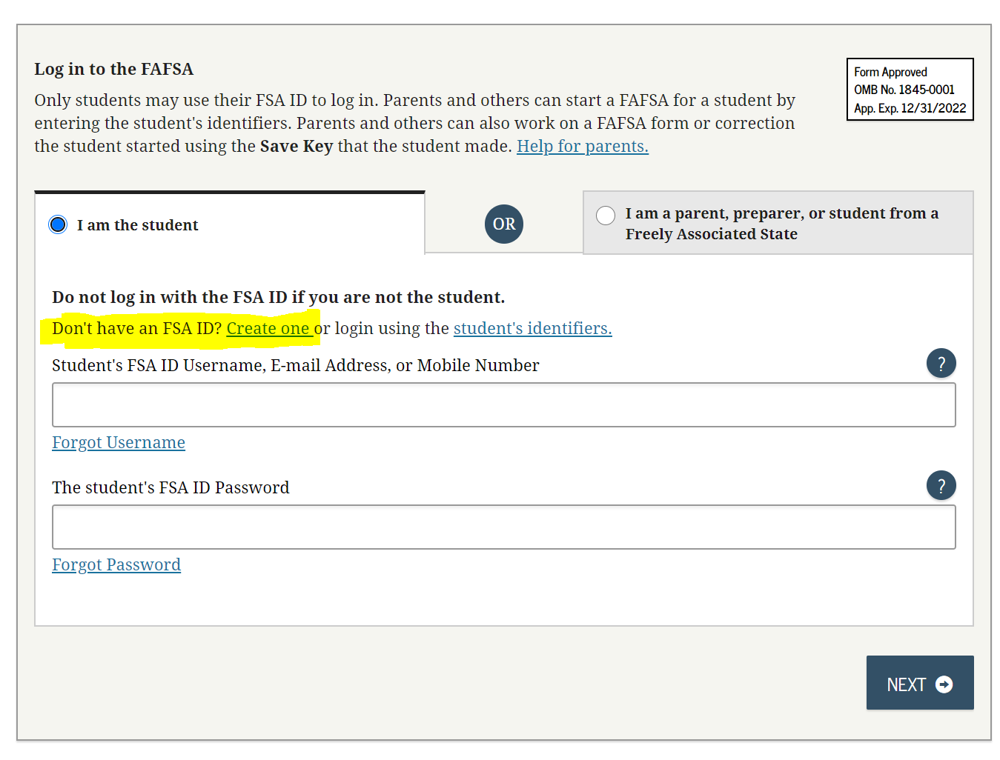 Log in to the FAFSA
Only students may use their FSA ID to log in. Parents and others can start a FAFSA for a student by
entering the student's identifiers. Parents and others can also work on a FAFSA form or correction
the student started using the Save Key that the student made. Help for parents.
Form Approved
OMB No. 1845-0001
App. Exp. 12/31/2022
I am the student
OR
I am a parent, preparer, or student from a
Freely Associated State
Do not log in with the FSA ID if you are not the student.
Don't have an FSA ID? Create one or login using the student's identifiers.
Student's FSA ID Username, E-mail Address, or Mobile Number
?
Forgot Username
The student's FSA ID Password
?
Forgot Password
NEXT